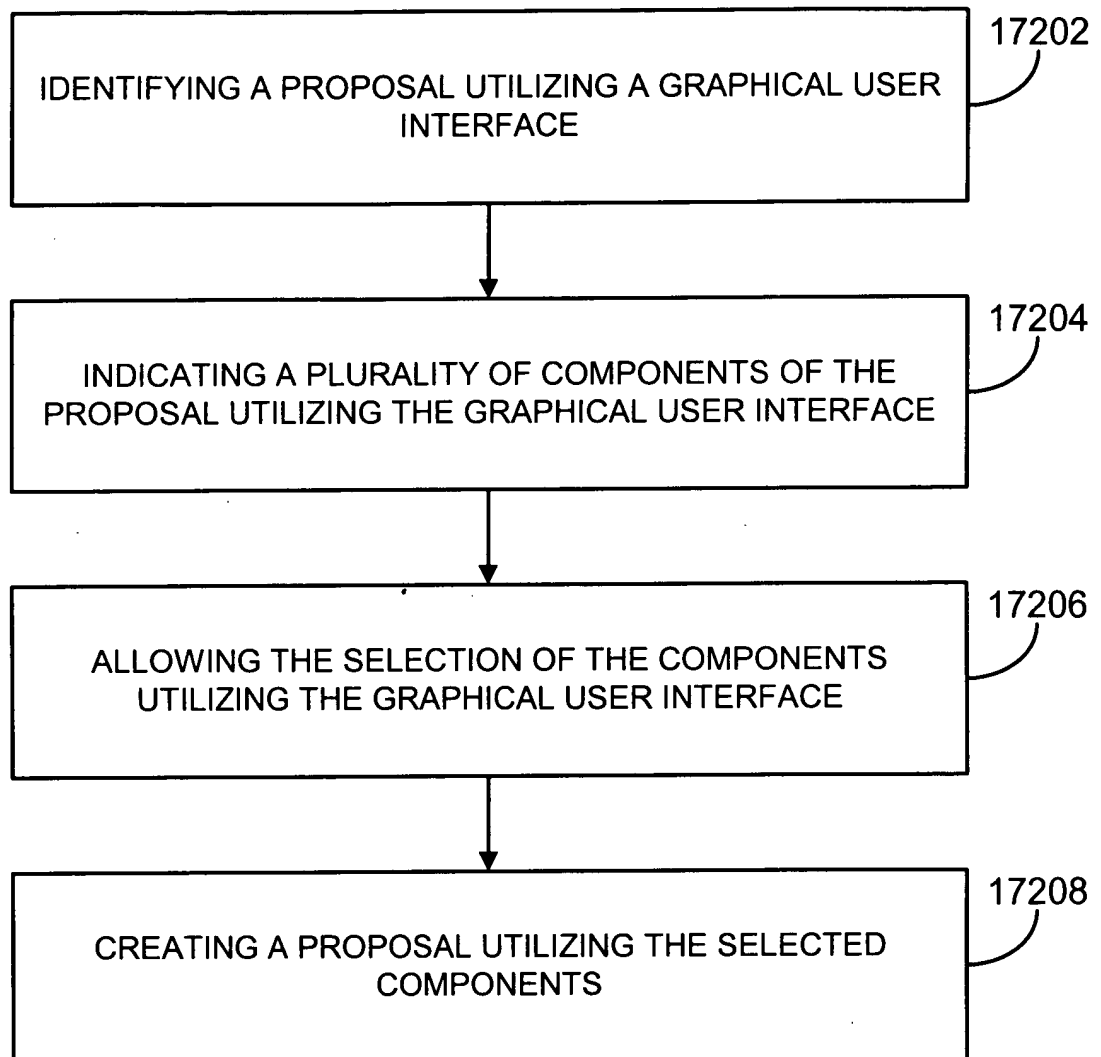 17202
IDENTIFYING A PROPOSAL UTILIZING A GRAPHICAL USER
INTERFACE
17204
INDICATING A PLURALITY OF COMPONENTS OF THE
PROPOSAL UTILIZING THE GRAPHICAL USER INTERFACE
17206
ALLOWING THE SELECTION OF THE COMPONENTS
UTILIZING THE GRAPHICAL USER INTERFACE
17208
CREATING A PROPOSAL UTILIZING THE SELECTED
COMPONENTS